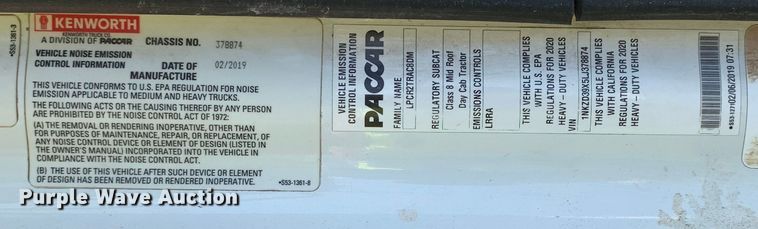 •S53-1361-3
KENWORTH
KENWORTH TRUCK CO.
A DIVISION OF PACCAR
CHASSIS NO. 378874
VEHICLE NOISE EMISSION
CONTROL INFORMATION
DATE OF 02/2019
MANUFACTURE
THIS VEHICLE CONFORMS TO U.S. EPA REGULATION FOR NOISE
EMISSION APPLICABLE TO MEDIUM AND HEAVY TRUCKS.
THE FOLLOWING ACTS OR THE CAUSING THEREOF BY ANY PERSON
ARE PROHIBITED BY THE NOISE CONTROL ACT OF 1972:
(A) THE REMOVAL OR RENDERING INOPERATIVE, OTHER THAN
FOR PURPOSES OF MAINTENANCE, REPAIR, OR REPLACEMENT, OF
ANY NOISE CONTROL DEVICE OR ELEMENT OF DESIGN (LISTED IN
THE OWNER'S MANUAL) INCORPORATED INTO THE VEHICLE IN
COMPLIANCE WITH THE NOISE CONTROL ACT.
(B) THE USE OF THIS VEHICLE AFTER SUCH DEVICE OR ELEMENT
OF DESIGN HAS BEEN REMOVED OR RENDERED INOPERATIVE.
•S53-1361-8
VEHICLE EMISSION
CONTROL INFORMATION
PACCAR
FAMILY NAME
LPCR2TRACBDM
REGULATORY SUBCAT
Class 8 Mid Roof
Day Cab Tractor
EMISSIONS CONTROLS
LRRA
THIS VEHICLE COMPLIES
WITH U.S. EPA
REGULATIONS FOR 2020
HEAVY-DUTY VEHICLES
VIN
1NKZD39X5LJ378874
THIS VEHICLE COMPLIES
WITH CALIFORNIA
REGULATIONS FOR 2020
HEAVY-DUTY VEHICLES
02/06/2019 07:31
Purple Wave Auction